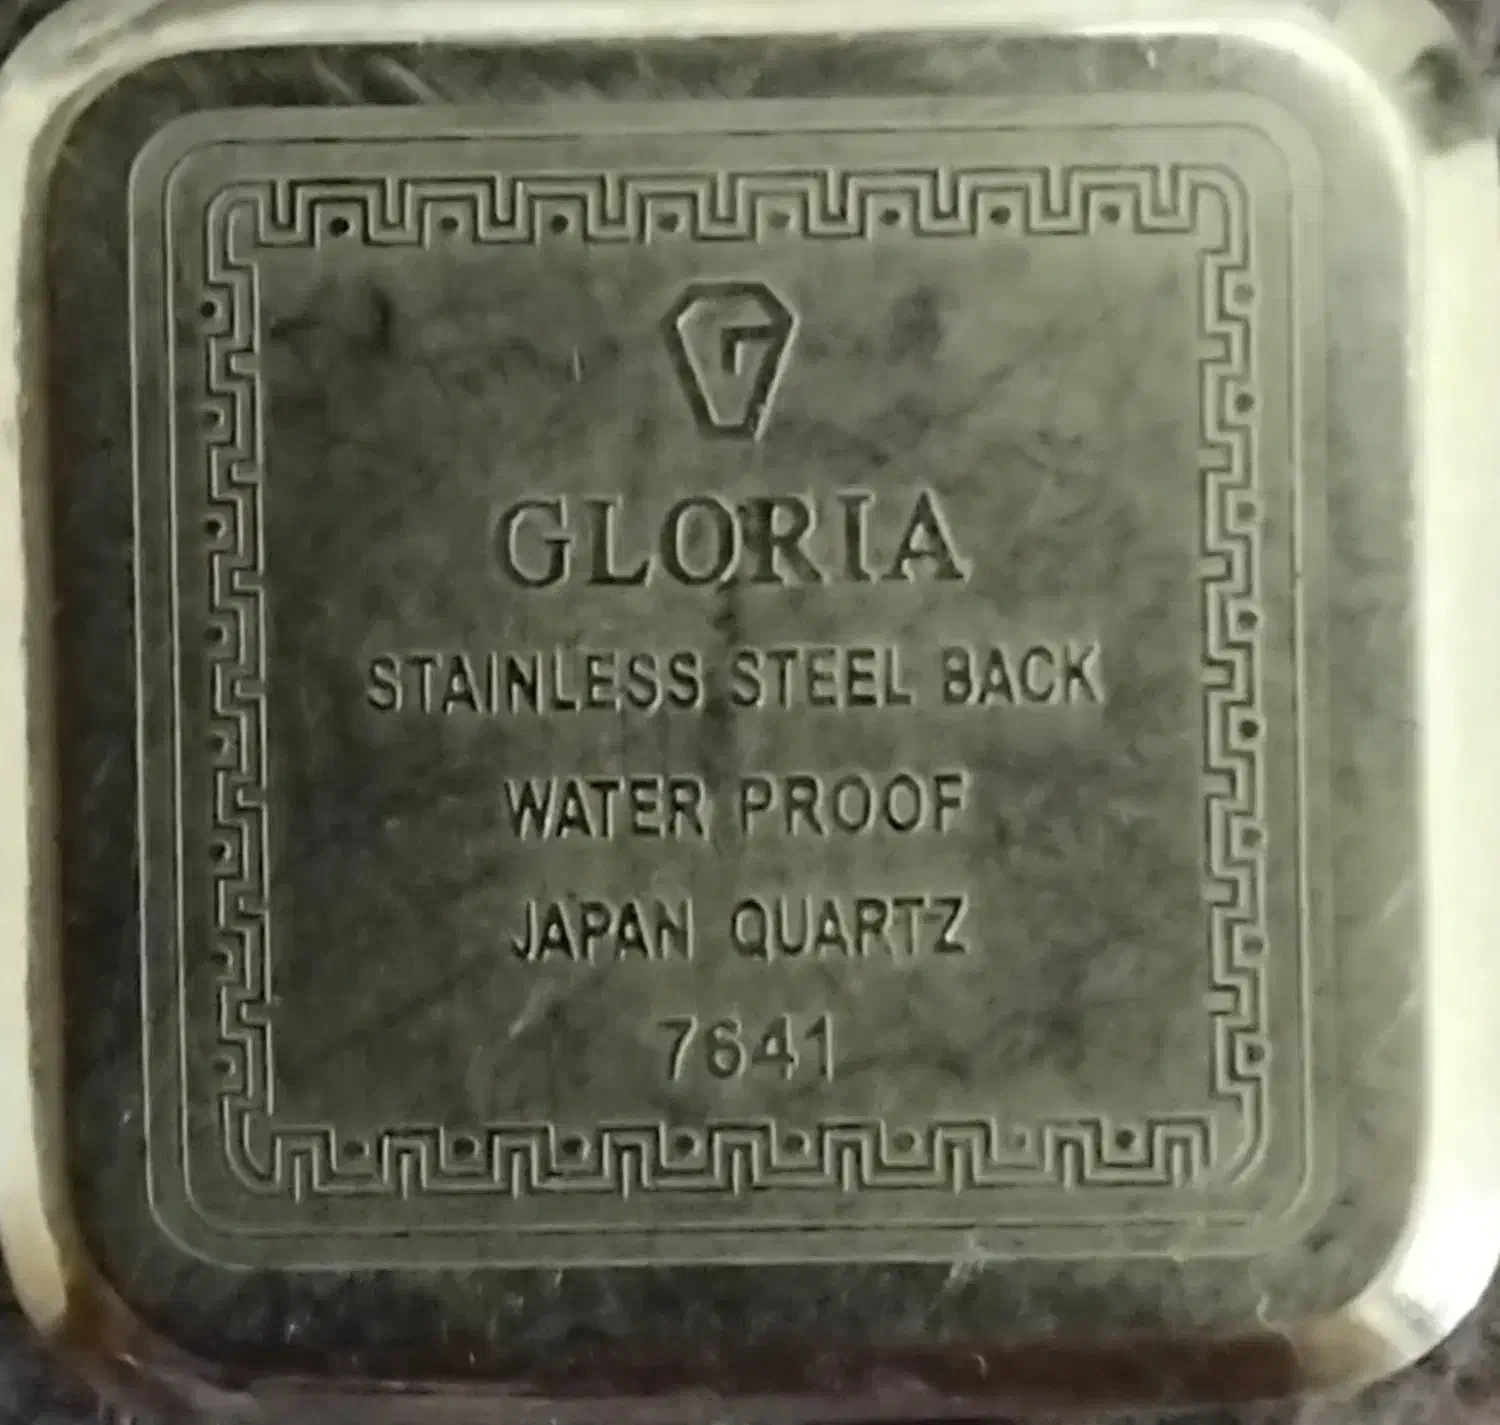 G
GLORIA
STAINLESS STEEL BACK
WATER PROOF
JAPAN QUARTZ
7641